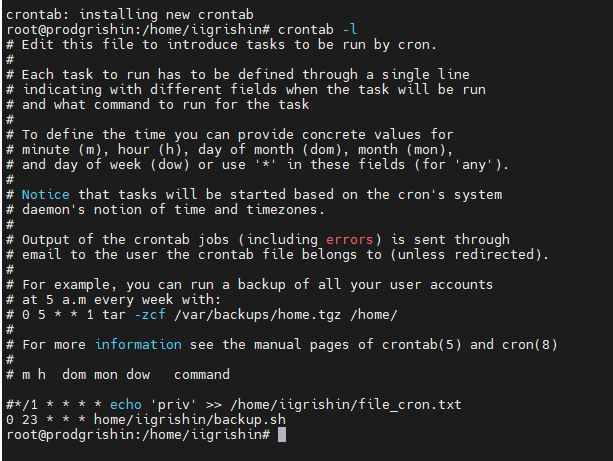 crontab: installing new crontab
root@prodgrishin:/home/iigrishin# crontab -l
# Edit this file to introduce tasks to be run by cron.
#
# Each task to run has to be defined through a single line
# indicating with different fields when the task will be run
# and what command to run for the task
#
# To define the time you can provide concrete values for
# minute (m), hour (h), day of month (dom), month (mon),
# and day of week (dow) or use '*' in these fields (for 'any').
#
# Notice that tasks will be started based on the cron's system
# daemon's notion of time and timezones.
#
# Output of the crontab jobs (including errors) is sent through
# email to the user the crontab file belongs to (unless redirected).
#
# For example, you can run a backup of all your user accounts
# at 5 a.m every week with:
# 0 5 * * 1 tar -zcf /var/backups/home.tgz /home/
#
# For more information see the manual pages of crontab(5) and cron(8)
#
# m h  dom mon dow   command

#*/1 * * * * echo 'priv' >> /home/iigrishin/file_cron.txt
0 23 * * * home/iigrishin/backup.sh
root@prodgrishin:/home/iigrishin#